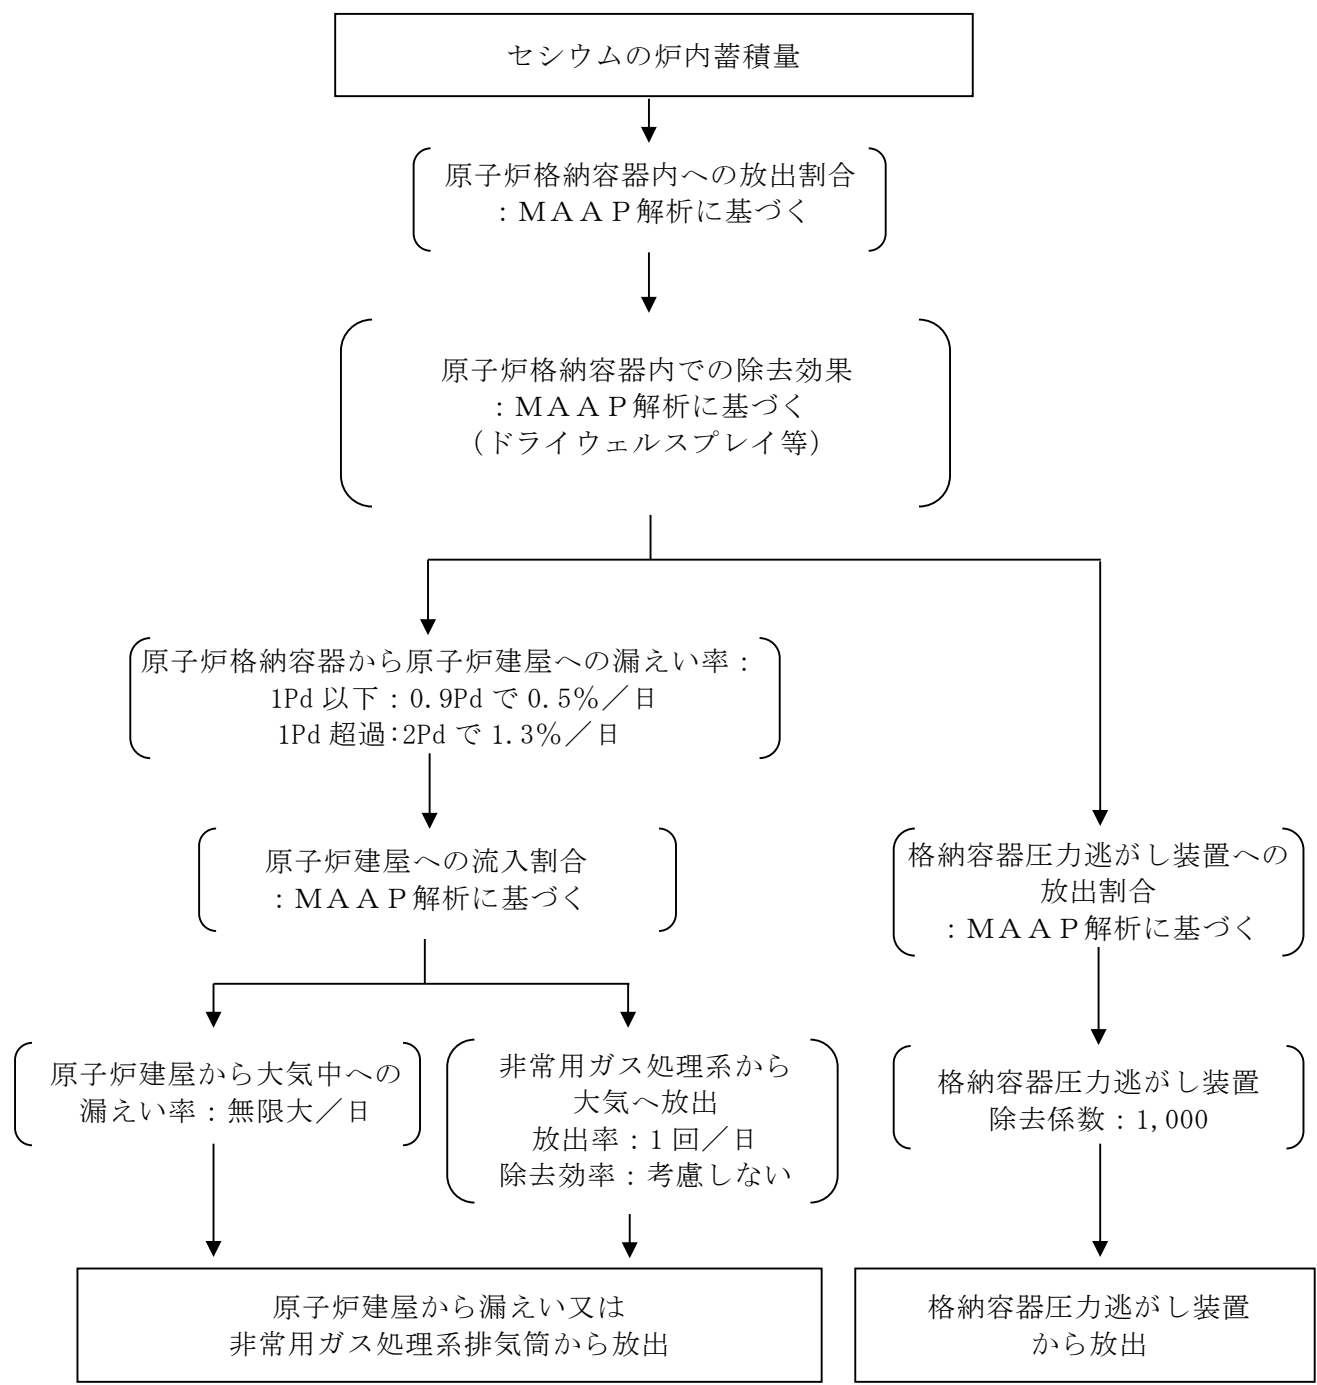 セシウムの炉内蓄積量
原子炉格納容器内への放出割合
：ＭＡＡＰ解析に基づく
原子炉格納容器内での除去効果
：ＭＡＡＰ解析に基づく
（ドライウェルスプレイ等）
原子炉格納容器から原子炉建屋への漏えい率：
1Pd 以下：0.9Pd で 0.5％／日
1Pd 超過:2Pd で 1.3％／日
原子炉建屋への流入割合
：ＭＡＡＰ解析に基づく
格納容器圧力逃がし装置への
放出割合
：ＭＡＡＰ解析に基づく
原子炉建屋から大気中への
漏えい率：無限大／日
非常用ガス処理系から
大気へ放出
放出率：1 回／日
除去効率：考慮しない
格納容器圧力逃がし装置
除去係数：1,000
原子炉建屋から漏えい又は
非常用ガス処理系排気筒から放出
格納容器圧力逃がし装置
から放出